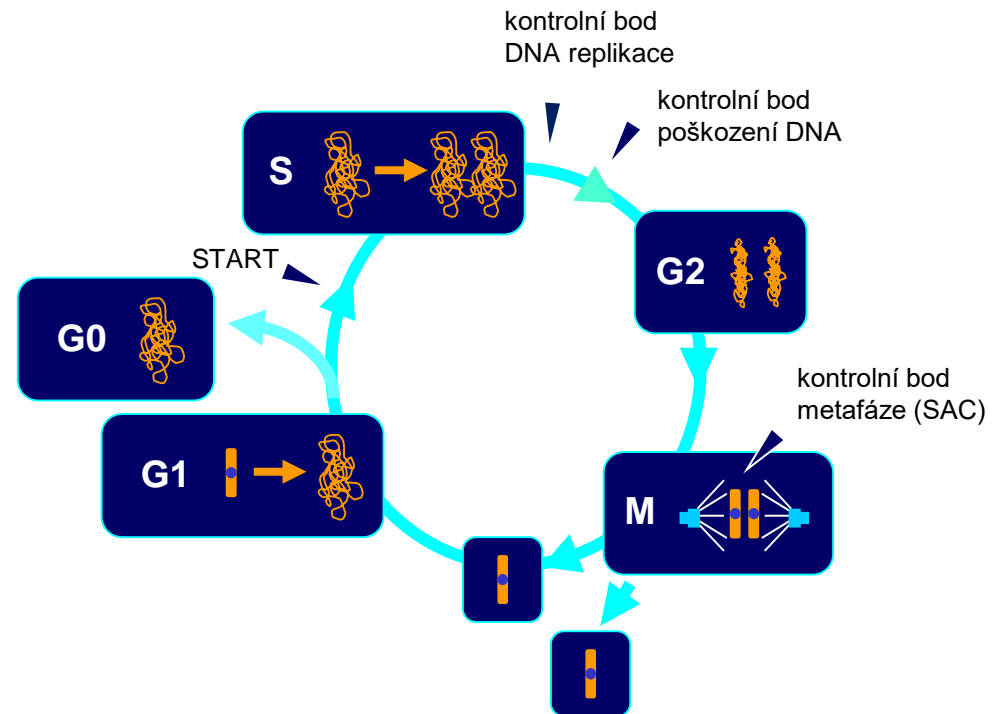 kontrolní bod
DNA replikace
kontrolní bod
poškození DNA
S
START
G2
G0
kontrolní bod
metafáze (SAC)
G1
M